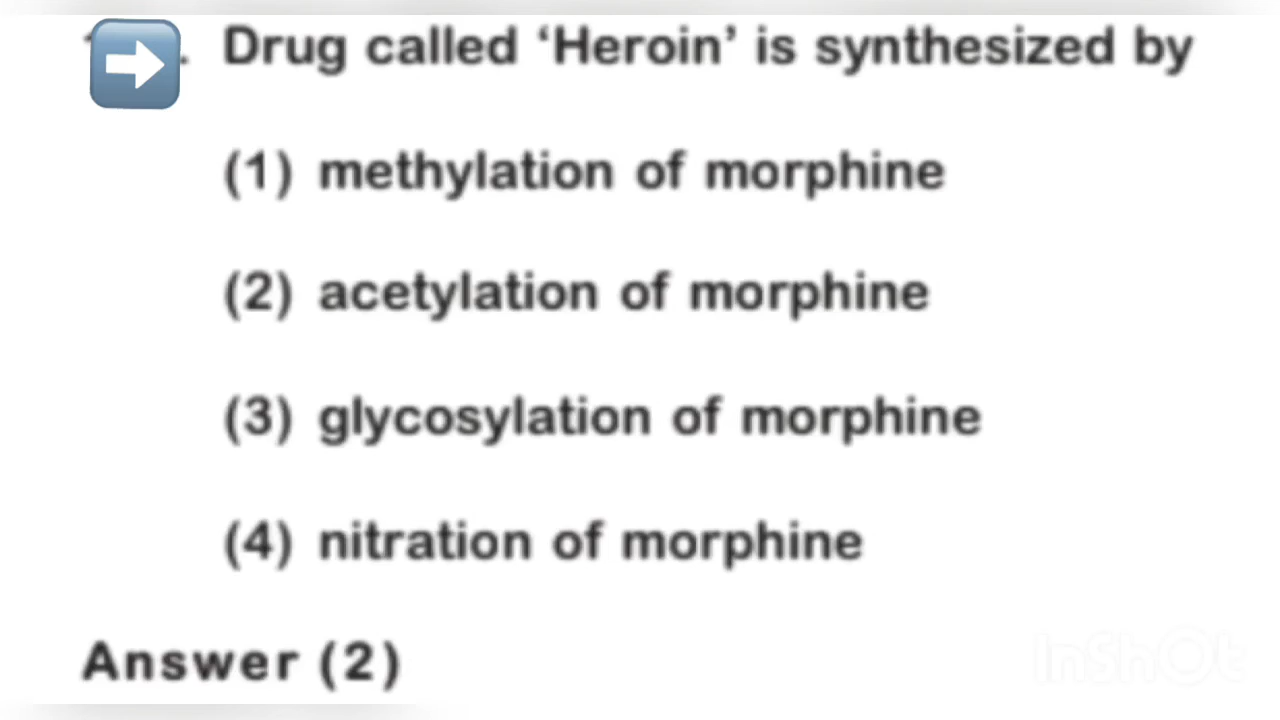 . Drug called ‘Heroin’ is synthesized by
(1) methylation of morphine
(2) acetylation of morphine
(3) glycosylation of morphine
(4) nitration of morphine
Answer (2)
InShOt